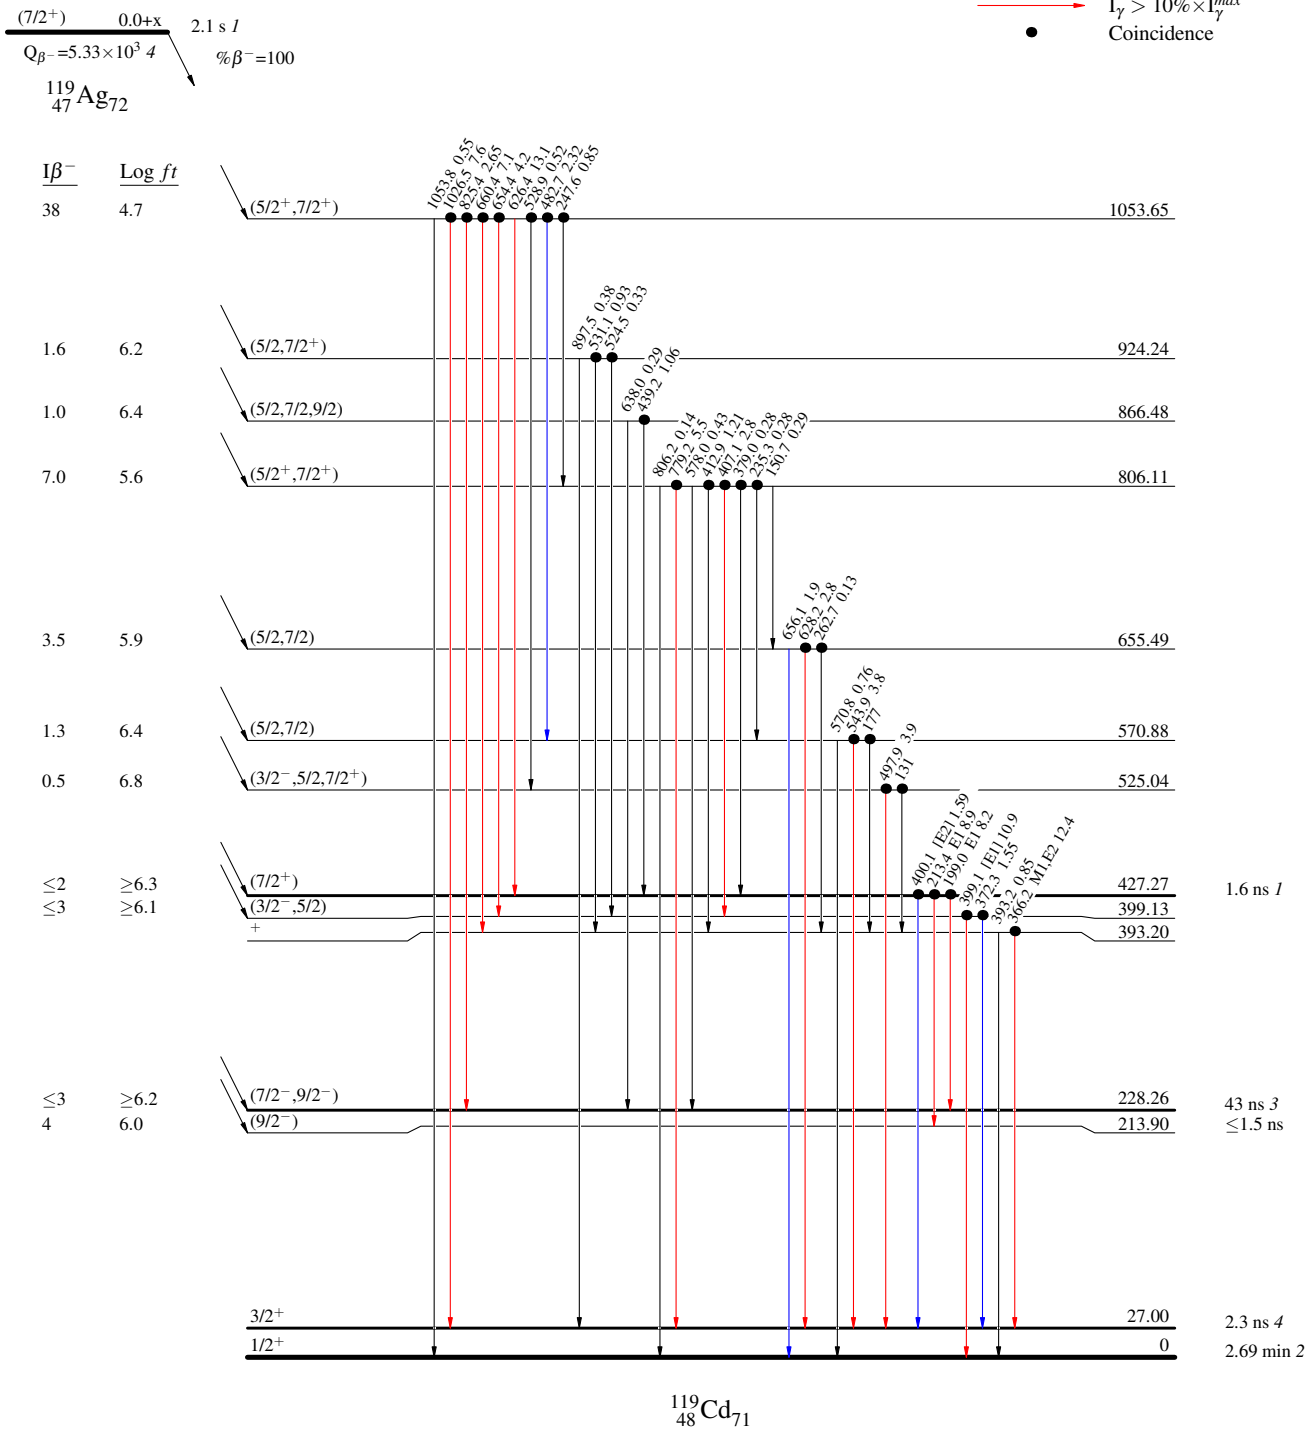 (7/2+) 0.0+x 2.1 s 1
Qβ−=5.33×10³ 4 %β−=100
119 47 Ag 72
Iγ > 10%×Iγmax
Coincidence
Iβ− Log ft
1053.8 0.55
1026.5 7.6
825.4 2.65
660.4 7.1
654.4 4.2
626.4 13.1
528.9 0.52
482.7 2.32
247.6 0.85
38 4.7 (5/2+,7/2+) 1053.65
897.5 0.38
531.1 0.93
524.5 0.33
1.6 6.2 (5/2,7/2+) 924.24
638.0 0.29
439.2 1.06
1.0 6.4 (5/2,7/2,9/2) 866.48
806.2 0.14
779.2 5.5
578.0 0.43
412.9 1.21
407.1 2.8
379.0 0.28
235.3 0.28
150.7 0.29
7.0 5.6 (5/2+,7/2+) 806.11
656.1 1.9
628.2 2.8
262.7 0.13
3.5 5.9 (5/2,7/2) 655.49
570.8 0.76
543.9 3.8
177
1.3 6.4 (5/2,7/2) 570.88
497.9 3.9
131
0.5 6.8 (3/2−,5/2,7/2+) 525.04
400.1 [E2] 1.59
213.4 E1 8.9
199.0 E1 8.2
399.1 [E1] 10.9
372.3 1.55
393.2 0.85
366.2 M1,E2 12.4
≤2 ≥6.3 (7/2+) 427.27 1.6 ns 1
≤3 ≥6.1 (3/2−,5/2) 399.13
+ 393.20
≤3 ≥6.2 (7/2−,9/2−) 228.26 43 ns 3
4 6.0 (9/2−) 213.90 ≤1.5 ns
3/2+ 27.00 2.3 ns 4
1/2+ 0 2.69 min 2
119 48 Cd 71